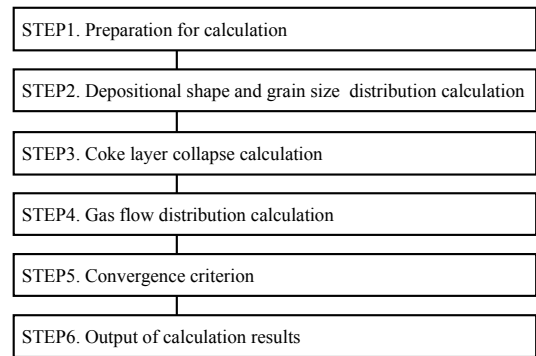 STEP1. Preparation for calculation
STEP2. Depositional shape and grain size distribution calculation
STEP3. Coke layer collapse calculation
STEP4. Gas flow distribution calculation
STEP5. Convergence criterion
STEP6. Output of calculation results